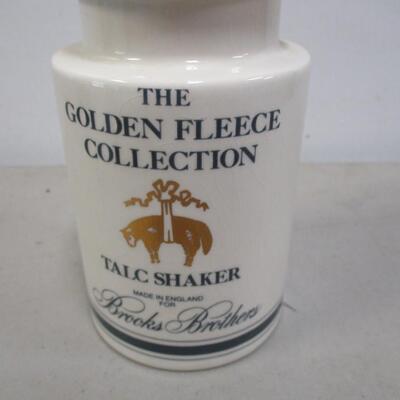 THE
GOLDEN FLEECE
COLLECTION
TALC SHAKER
MADE IN ENGLAND
FOR
Brooks Brothers